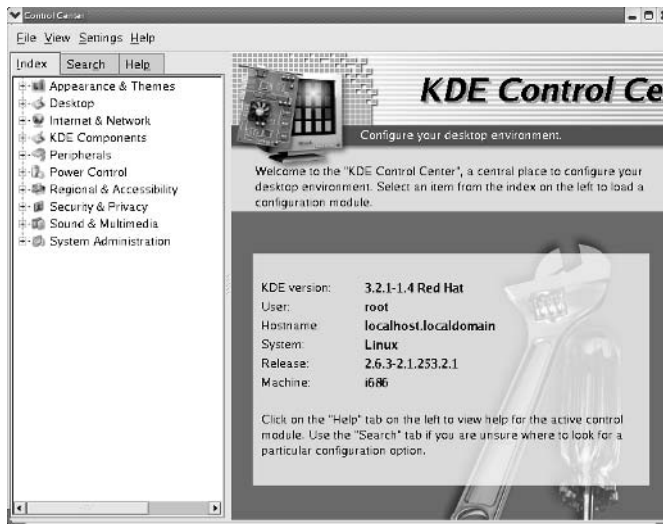 Control Center
File View Settings Help
Index Search Help
Appearance & Themes
Desktop
Internet & Network
KDE Components
Peripherals
Power Control
Regional & Accessibility
Security & Privacy
Sound & Multimedia
System Administration
KDE Control Ce
Configure your desktop environment.
Welcome to the "KDE Control Center", a central place to configure your
desktop environment. Select an item from the index on the left to load a
configuration module.
KDE version: 3.2.1-1.4 Red Hat
User: root
Hostname: localhost.localdomain
System: Linux
Release: 2.6.3-2.1.253.2.1
Machine: i686
Click on the "Help" tab on the left to view help for the active control
module. Use the "Search" tab if you are unsure where to look for a
particular configuration option.